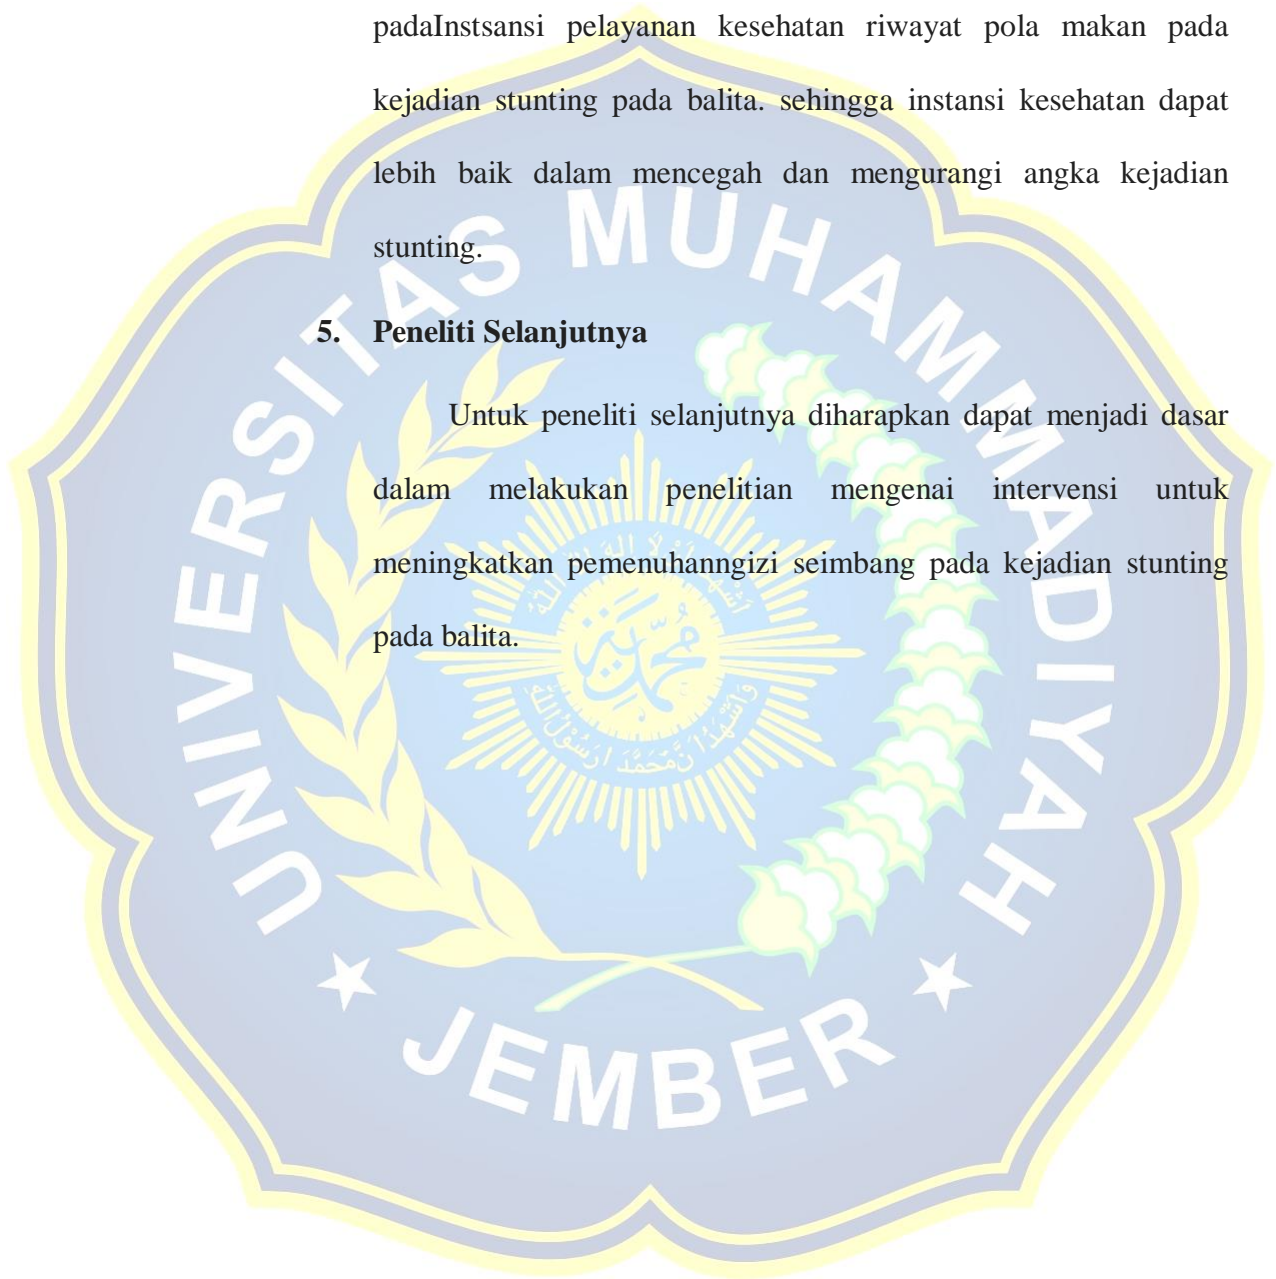 padaInstsansi pelayanan kesehatan riwayat pola makan pada
kejadian stunting pada balita. sehingga instansi kesehatan dapat
lebih baik dalam mencegah dan mengurangi angka kejadian
stunting.
5. Peneliti Selanjutnya
Untuk peneliti selanjutnya diharapkan dapat menjadi dasar
dalam melakukan penelitian mengenai intervensi untuk
meningkatkan pemenuhanngizi seimbang pada kejadian stunting
pada balita.
UNIVERSITAS MUHAMMADIYAH
JEMBER
محمد